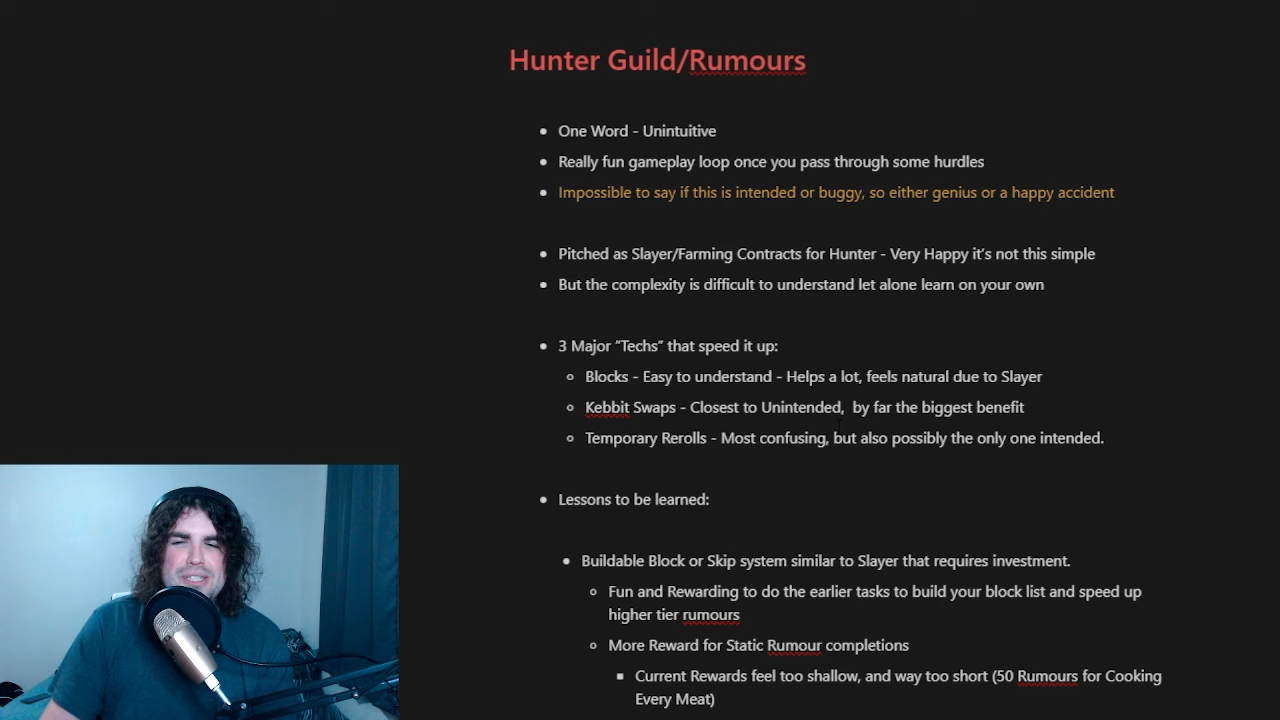 Hunter Guild/Rumours
One Word - Unintuitive
Really fun gameplay loop once you pass through some hurdles
Impossible to say if this is intended or buggy, so either genius or a happy accident
Pitched as Slayer/Farming Contracts for Hunter - Very Happy it's not this simple
But the complexity is difficult to understand let alone learn on your own
3 Major “Techs” that speed it up:
Blocks - Easy to understand - Helps a lot, feels natural due to Slayer
Kebbit Swaps - Closest to Unintended,  by far the biggest benefit
Temporary Rerolls - Most confusing, but also possibly the only one intended.
Lessons to be learned:
Buildable Block or Skip system similar to Slayer that requires investment.
Fun and Rewarding to do the earlier tasks to build your block list and speed up
higher tier rumours
More Reward for Static Rumour completions
Current Rewards feel too shallow, and way too short (50 Rumours for Cooking
Every Meat)